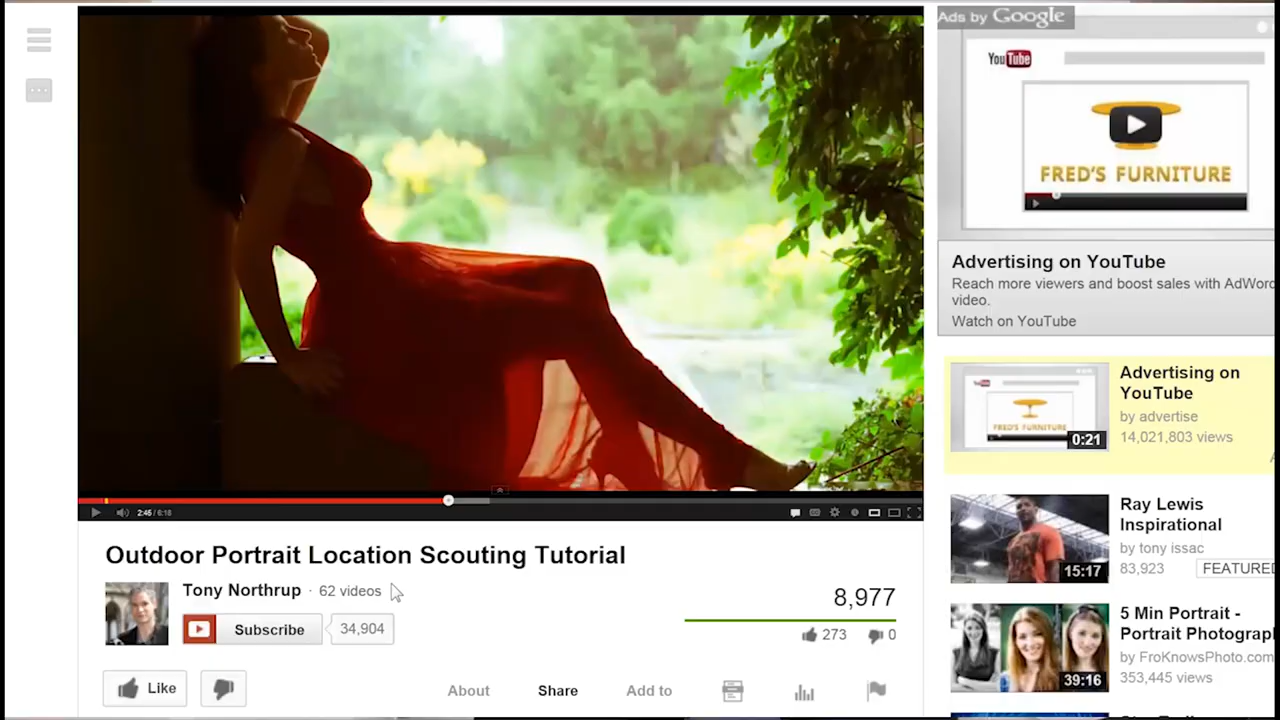 Ads by Google
YouTube
FRED'S FURNITURE
Advertising on YouTube
Reach more viewers and boost sales with AdWord
video.
Watch on YouTube
Advertising on
YouTube
by advertise
14,021,803 views
YouTube
FRED'S FURNITURE
0:21
Ray Lewis
Inspirational
by tony issac
83,923 FEATURED
15:17
5 Min Portrait -
Portrait Photograp
by FroKnowsPhoto.com
353,445 views
39:16
2:45 / 6:18
Outdoor Portrait Location Scouting Tutorial
Tony Northrup · 62 videos
Subscribe 34,904
8,977
273 0
Like
About Share Add to